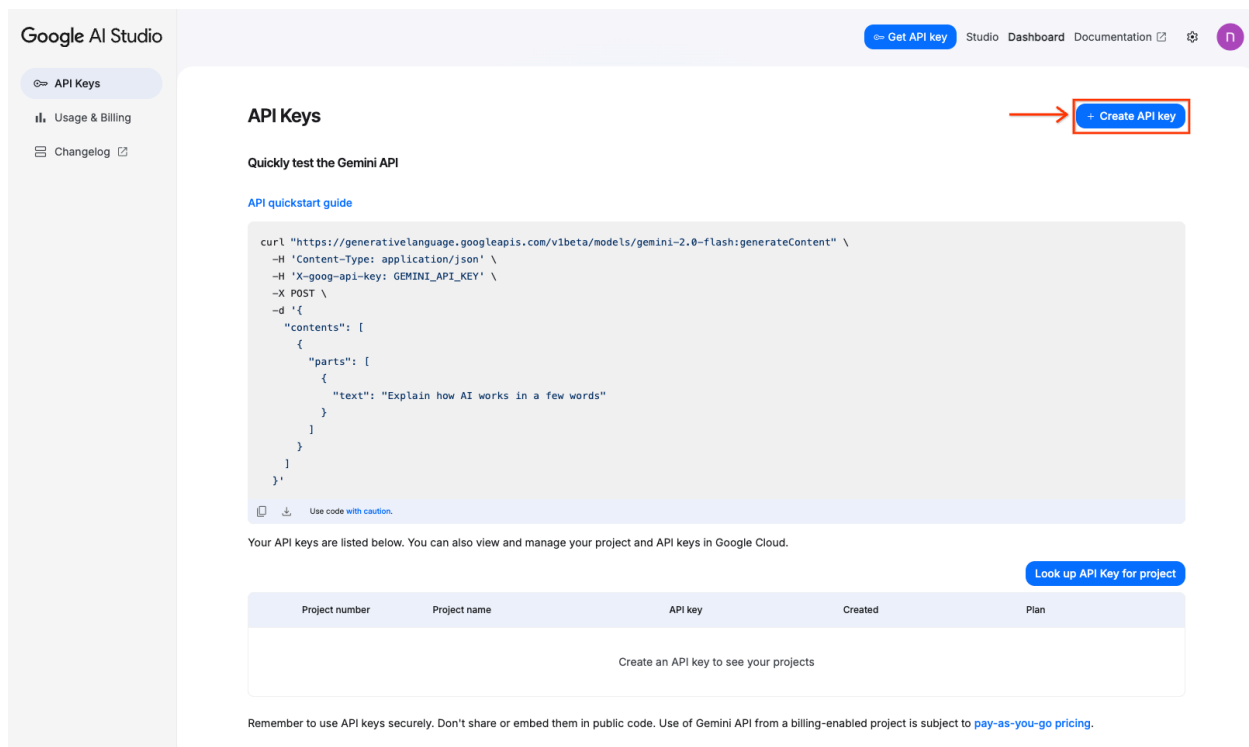 Google AI Studio
Get API key Studio Dashboard Documentation n
API Keys
Usage & Billing
Changelog
API Keys
+ Create API key
Quickly test the Gemini API
API quickstart guide
curl "https://generativelanguage.googleapis.com/v1beta/models/gemini-2.0-flash:generateContent" \
-H 'Content-Type: application/json' \
-H 'X-goog-api-key: GEMINI_API_KEY' \
-X POST \
-d '{
"contents": [
{
"parts": [
{
"text": "Explain how AI works in a few words"
}
]
}
]
}'
Use code with caution.
Your API keys are listed below. You can also view and manage your project and API keys in Google Cloud.
Look up API Key for project
Project number Project name API key Created Plan
Create an API key to see your projects
Remember to use API keys securely. Don't share or embed them in public code. Use of Gemini API from a billing-enabled project is subject to pay-as-you-go pricing.